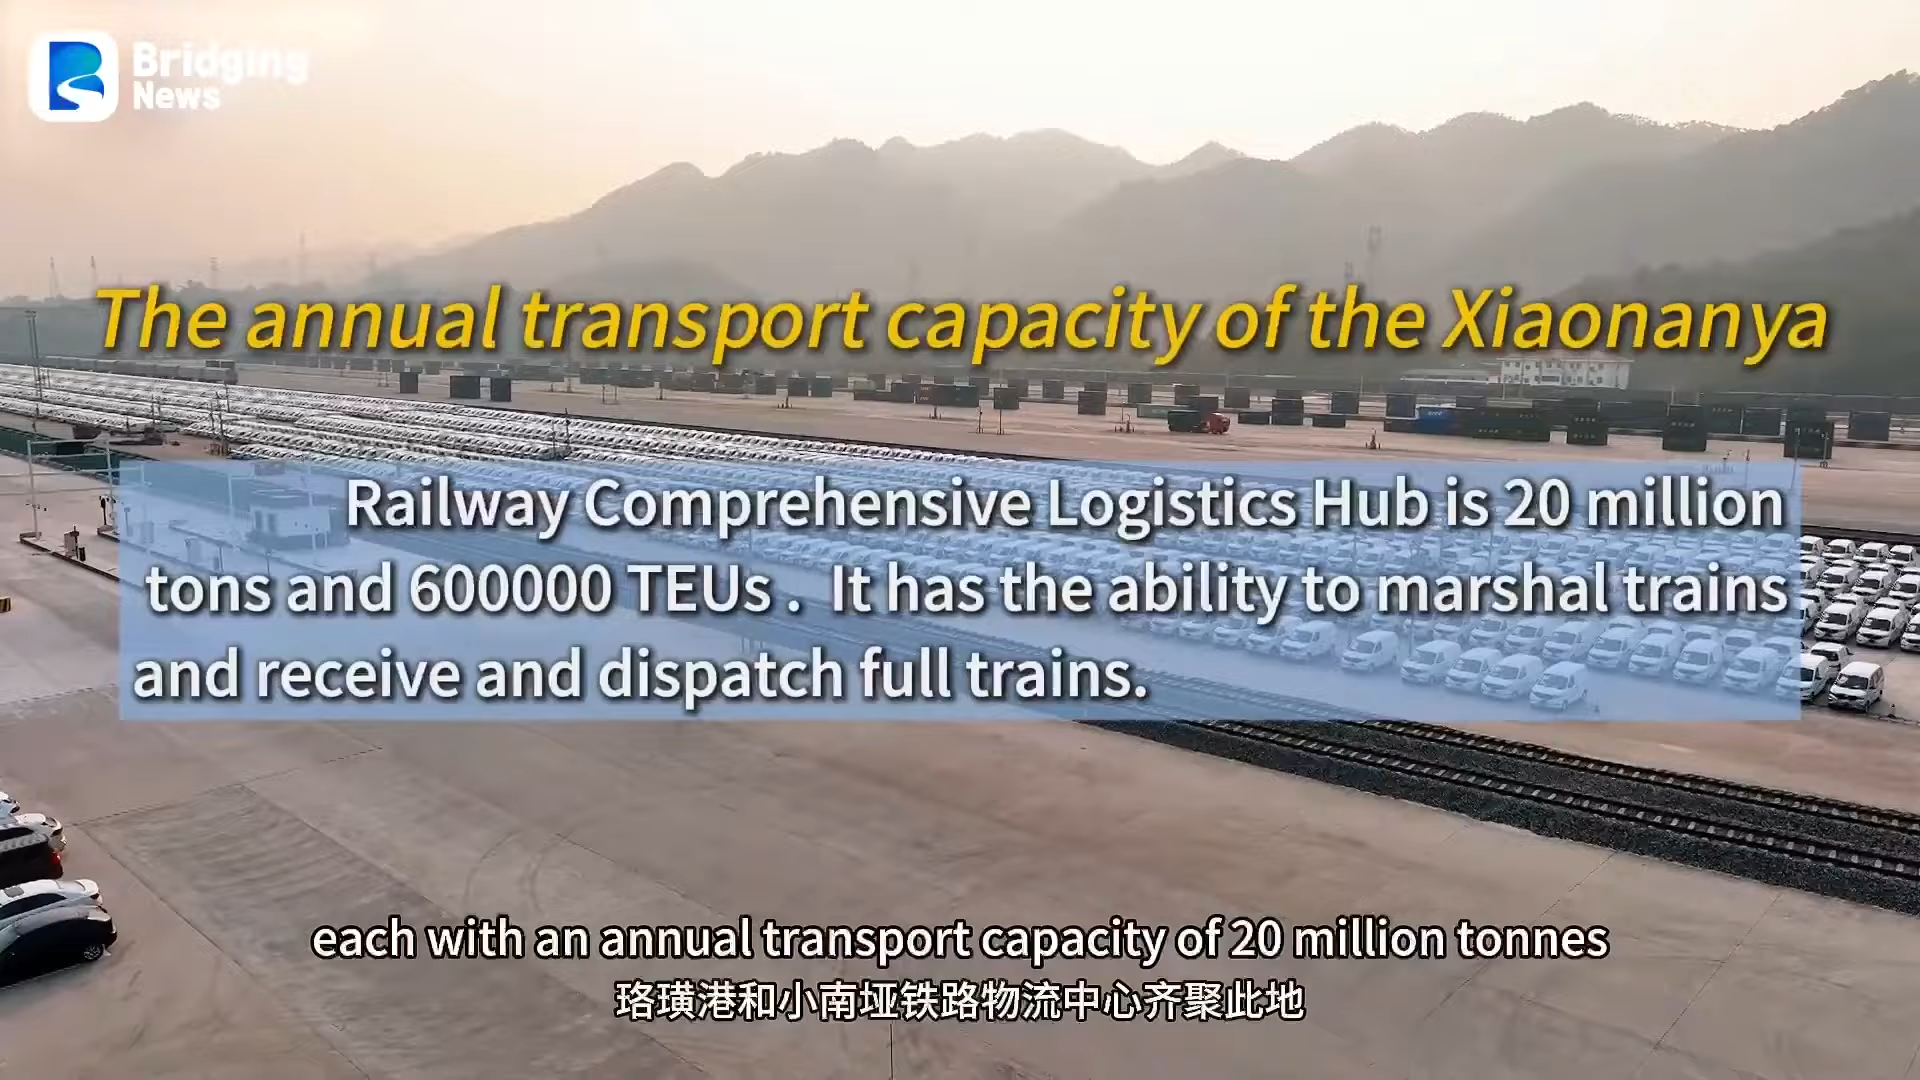 Bridging
News
The annual transport capacity of the Xiaonanya
Railway Comprehensive Logistics Hub is 20 million
tons and 600000 TEUs . It has the ability to marshal trains
and receive and dispatch full trains.
each with an annual transport capacity of 20 million tonnes
珞璜港和小南垭铁路物流中心齐聚此地